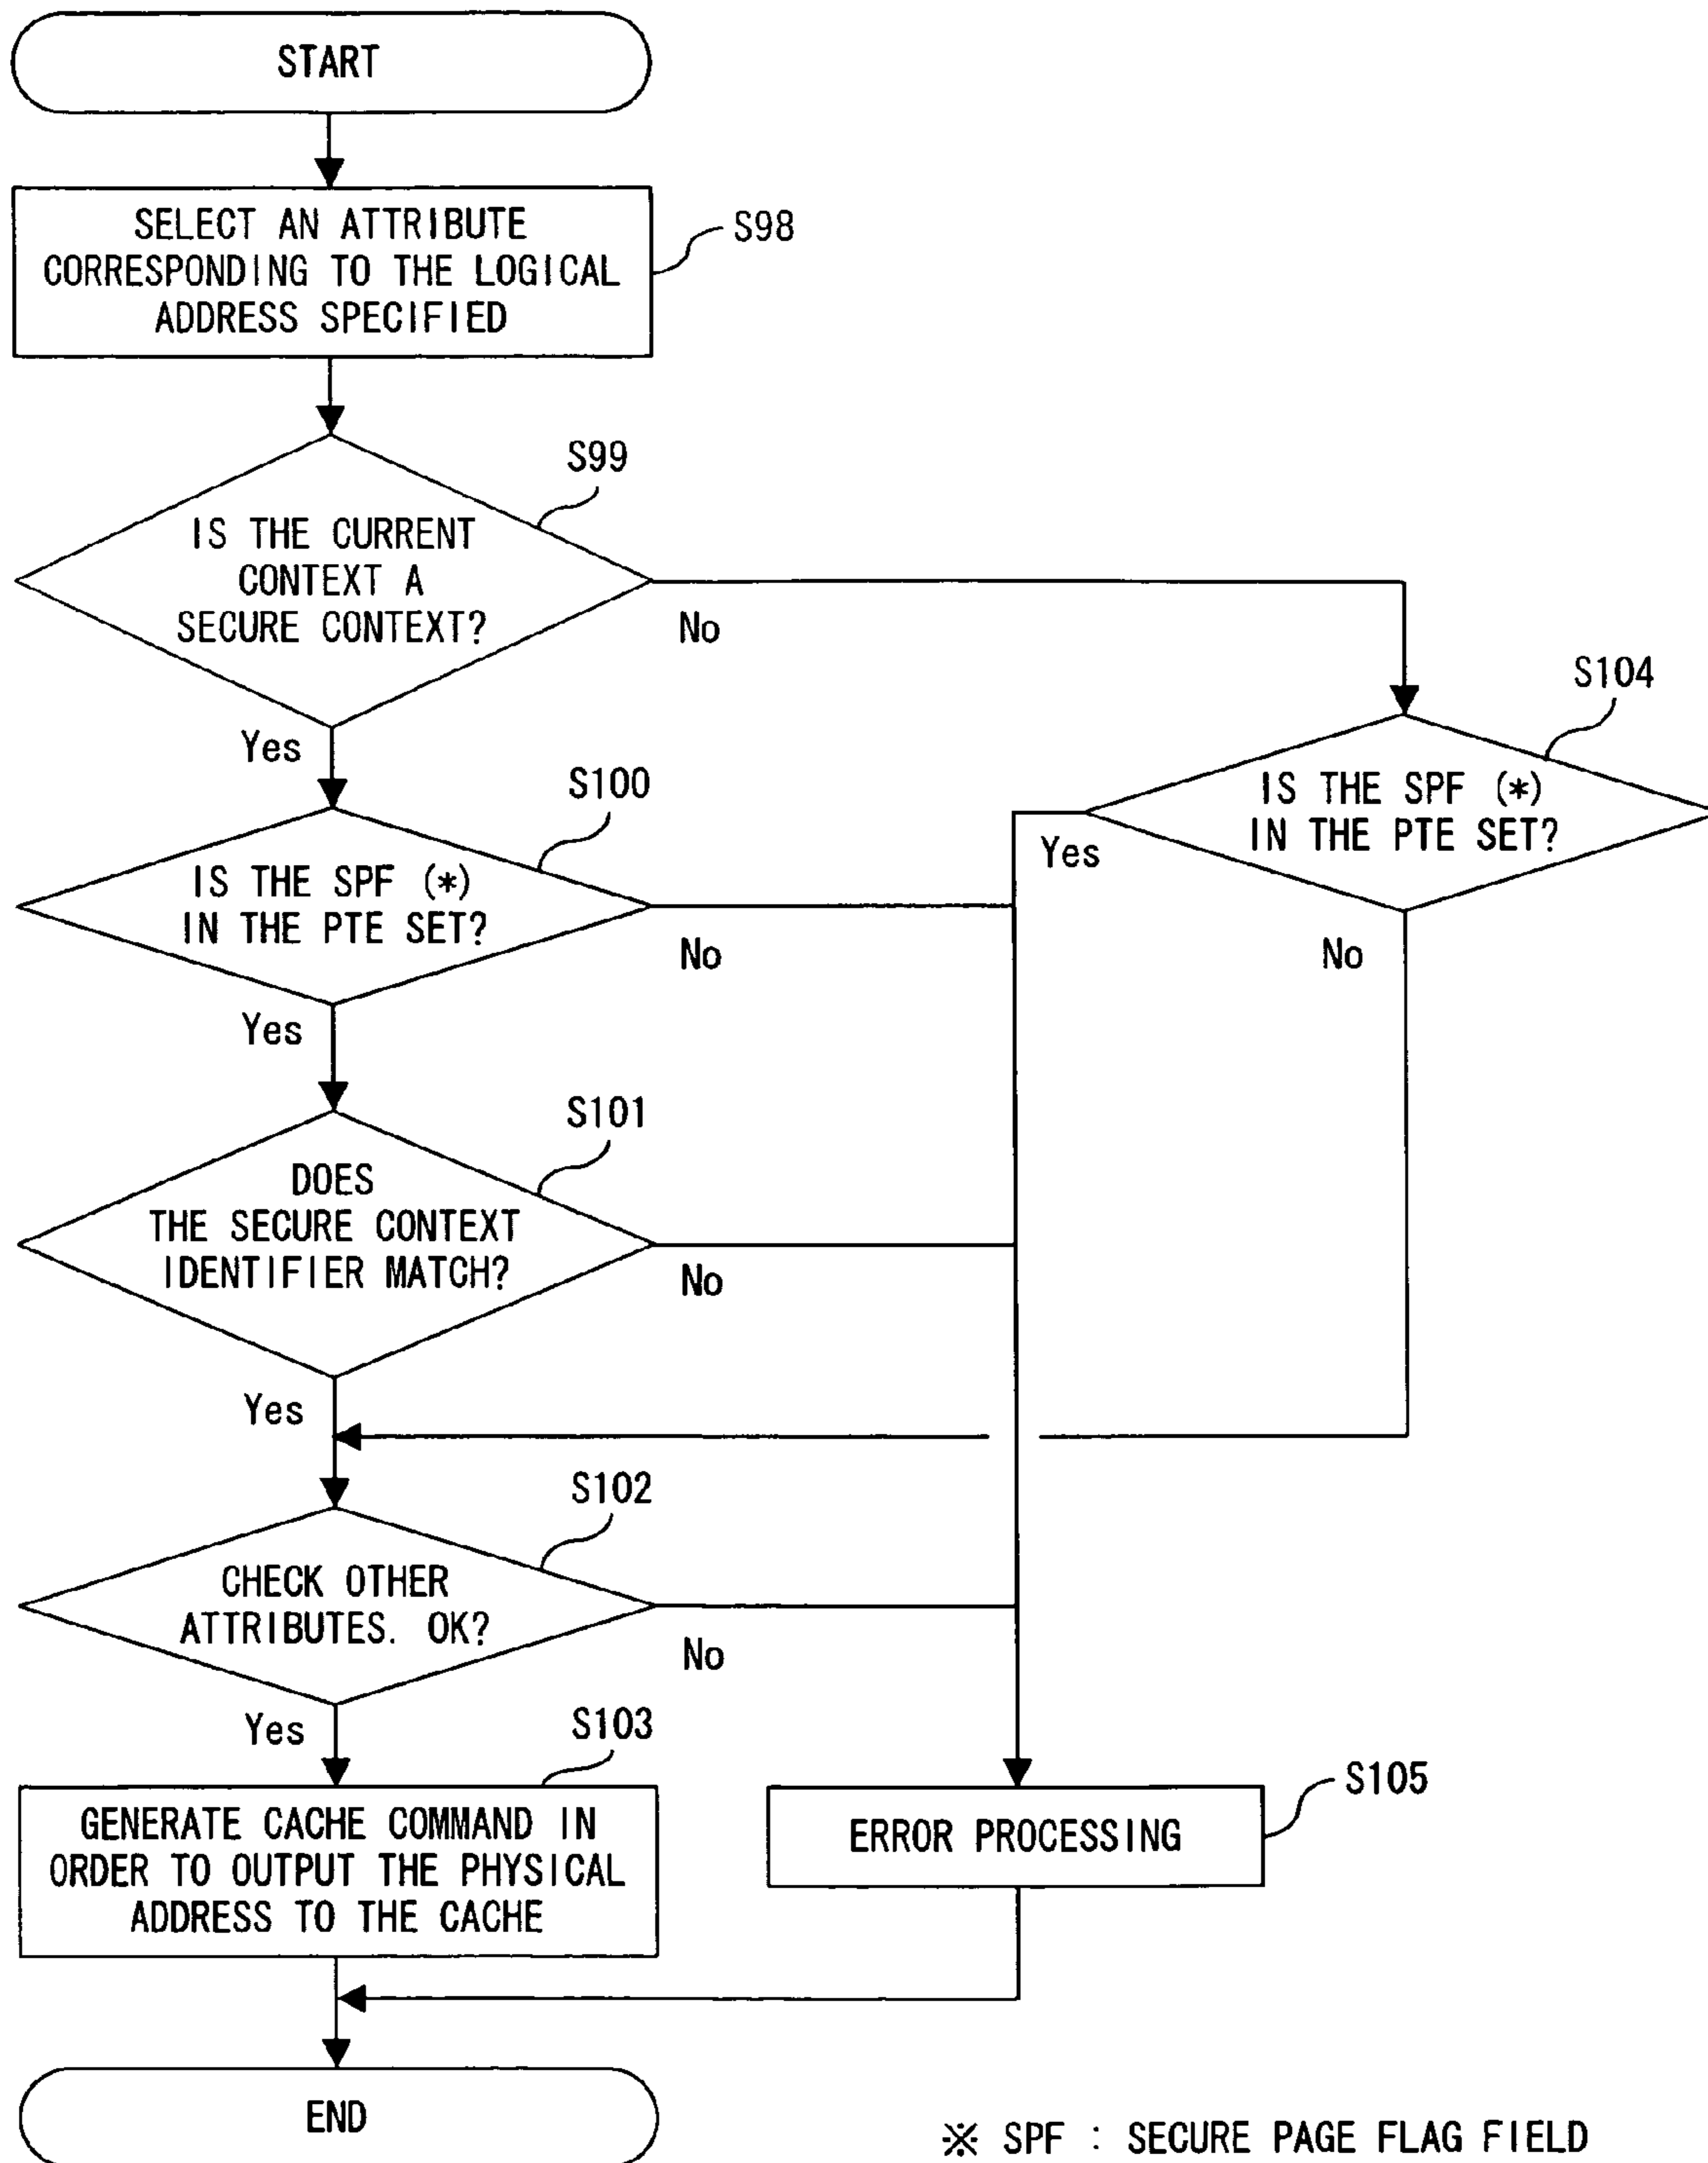 START
SELECT AN ATTRIBUTE
CORRESPONDING TO THE LOGICAL
ADDRESS SPECIFIED
S98
S99
IS THE CURRENT
CONTEXT A
SECURE CONTEXT?
No
Yes
S104
IS THE SPF (*)
IN THE PTE SET?
Yes
No
S100
IS THE SPF (*)
IN THE PTE SET?
No
Yes
S101
DOES
THE SECURE CONTEXT
IDENTIFIER MATCH?
No
Yes
S102
CHECK OTHER
ATTRIBUTES. OK?
No
Yes
S103
GENERATE CACHE COMMAND IN
ORDER TO OUTPUT THE PHYSICAL
ADDRESS TO THE CACHE
S105
ERROR PROCESSING
END
※ SPF : SECURE PAGE FLAG FIELD